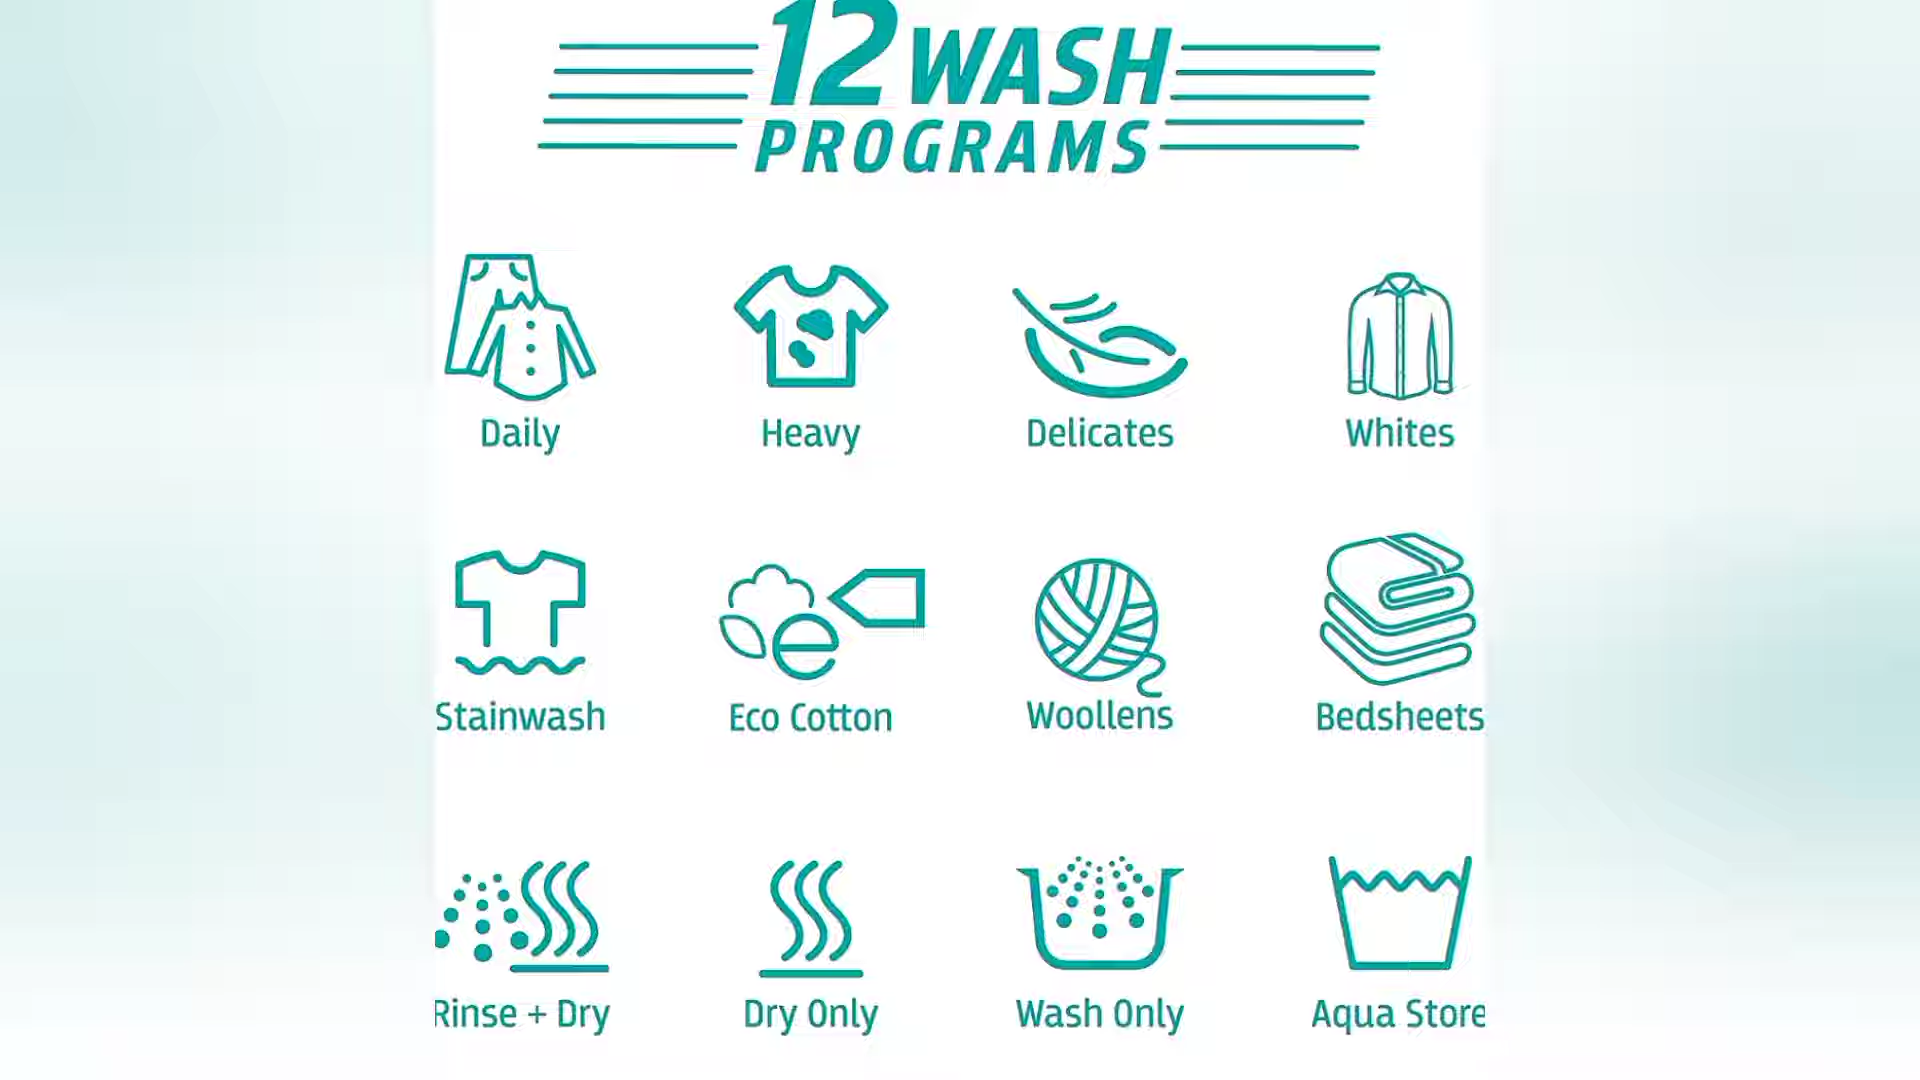 12 WASH
PROGRAMS
Daily
Heavy
Delicates
Whites
Stainwash
Eco Cotton
Woollens
Bedsheets
Rinse + Dry
Dry Only
Wash Only
Aqua Store